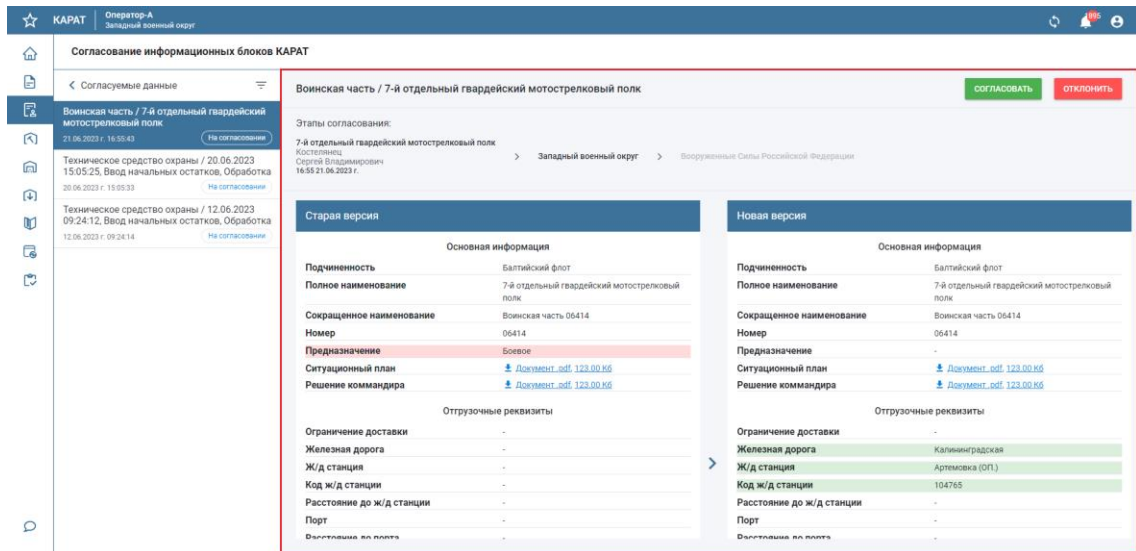 КАРАТ
Оператор-А
Западный военный округ
895
Согласование информационных блоков КАРАТ
Согласуемые данные
Воинская часть / 7-й отдельный гвардейский
мотострелковый полк
21.06.2023 г. 16:55:43
На согласовании
Техническое средство охраны / 20.06.2023
15:05:25, Ввод начальных остатков, Обработка
20.06.2023 г. 15:05:33
На согласовании
Техническое средство охраны / 12.06.2023
09:24:12, Ввод начальных остатков, Обработка
12.06.2023 г. 09:24:14
На согласовании
Воинская часть / 7-й отдельный гвардейский мотострелковый полк
СОГЛАСОВАТЬ
ОТКЛОНИТЬ
Этапы согласования:
7-й отдельный гвардейский мотострелковый полк
Костелянец
Сергей Владимирович
16:55 21.06.2023 г.
> Западный военный округ > Вооруженные Силы Российской Федерации
Старая версия
Основная информация
Подчиненность Балтийский флот
Полное наименование 7-й отдельный гвардейский мотострелковый
полк
Сокращенное наименование Воинская часть 06414
Номер 06414
Предназначение Боевое
Ситуационный план Документ .pdf, 123.00 Кб
Решение коммандира Документ .pdf, 123.00 Кб
Отгрузочные реквизиты
Ограничение доставки -
Железная дорога -
Ж/д станция -
Код ж/д станции -
Расстояние до ж/д станции -
Порт -
Расстояние до порта -
Новая версия
Основная информация
Подчиненность Балтийский флот
Полное наименование 7-й отдельный гвардейский мотострелковый
полк
Сокращенное наименование Воинская часть 06414
Номер 06414
Предназначение -
Ситуационный план Документ .pdf, 123.00 Кб
Решение коммандира Документ .pdf, 123.00 Кб
Отгрузочные реквизиты
Ограничение доставки -
Железная дорога Калининградская
Ж/д станция Артемовка (ОП.)
Код ж/д станции 104765
Расстояние до ж/д станции -
Порт -
Расстояние до порта -